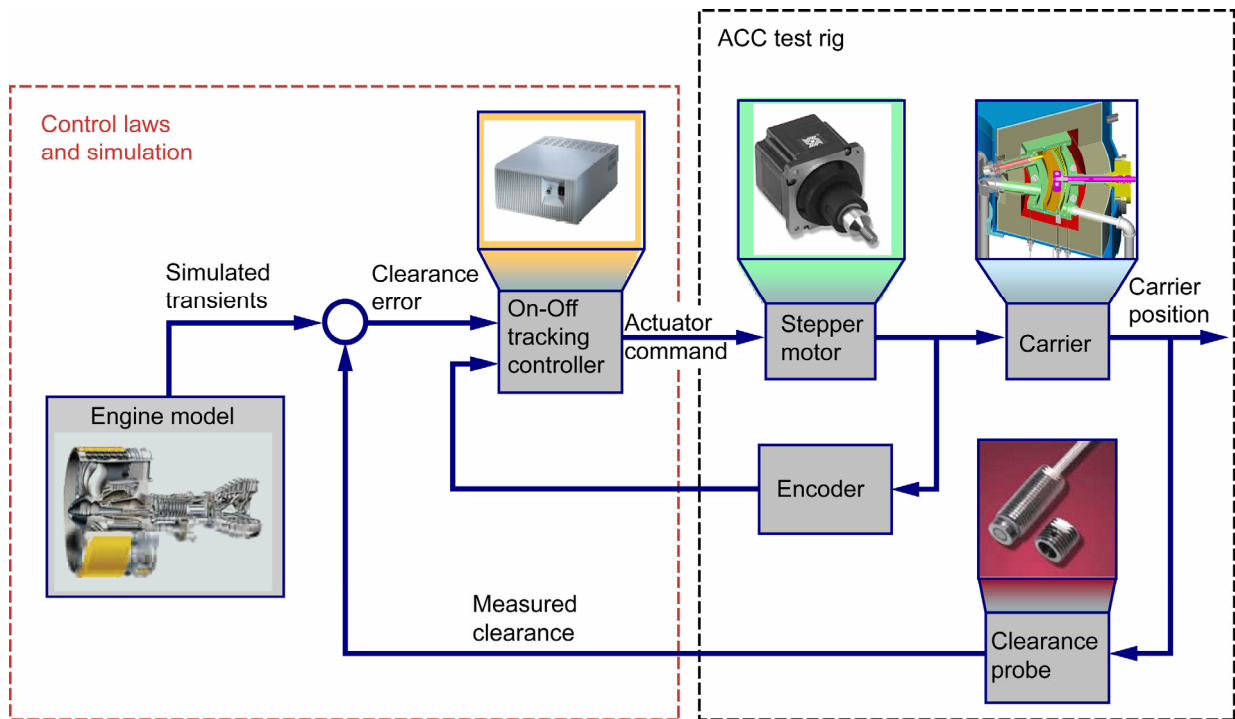 ACC test rig
Control laws
and simulation
Simulated
transients
Clearance
error
On-Off
tracking
controller
Actuator
command
Stepper
motor
Carrier
Carrier
position
Engine model
Encoder
Measured
clearance
Clearance
probe